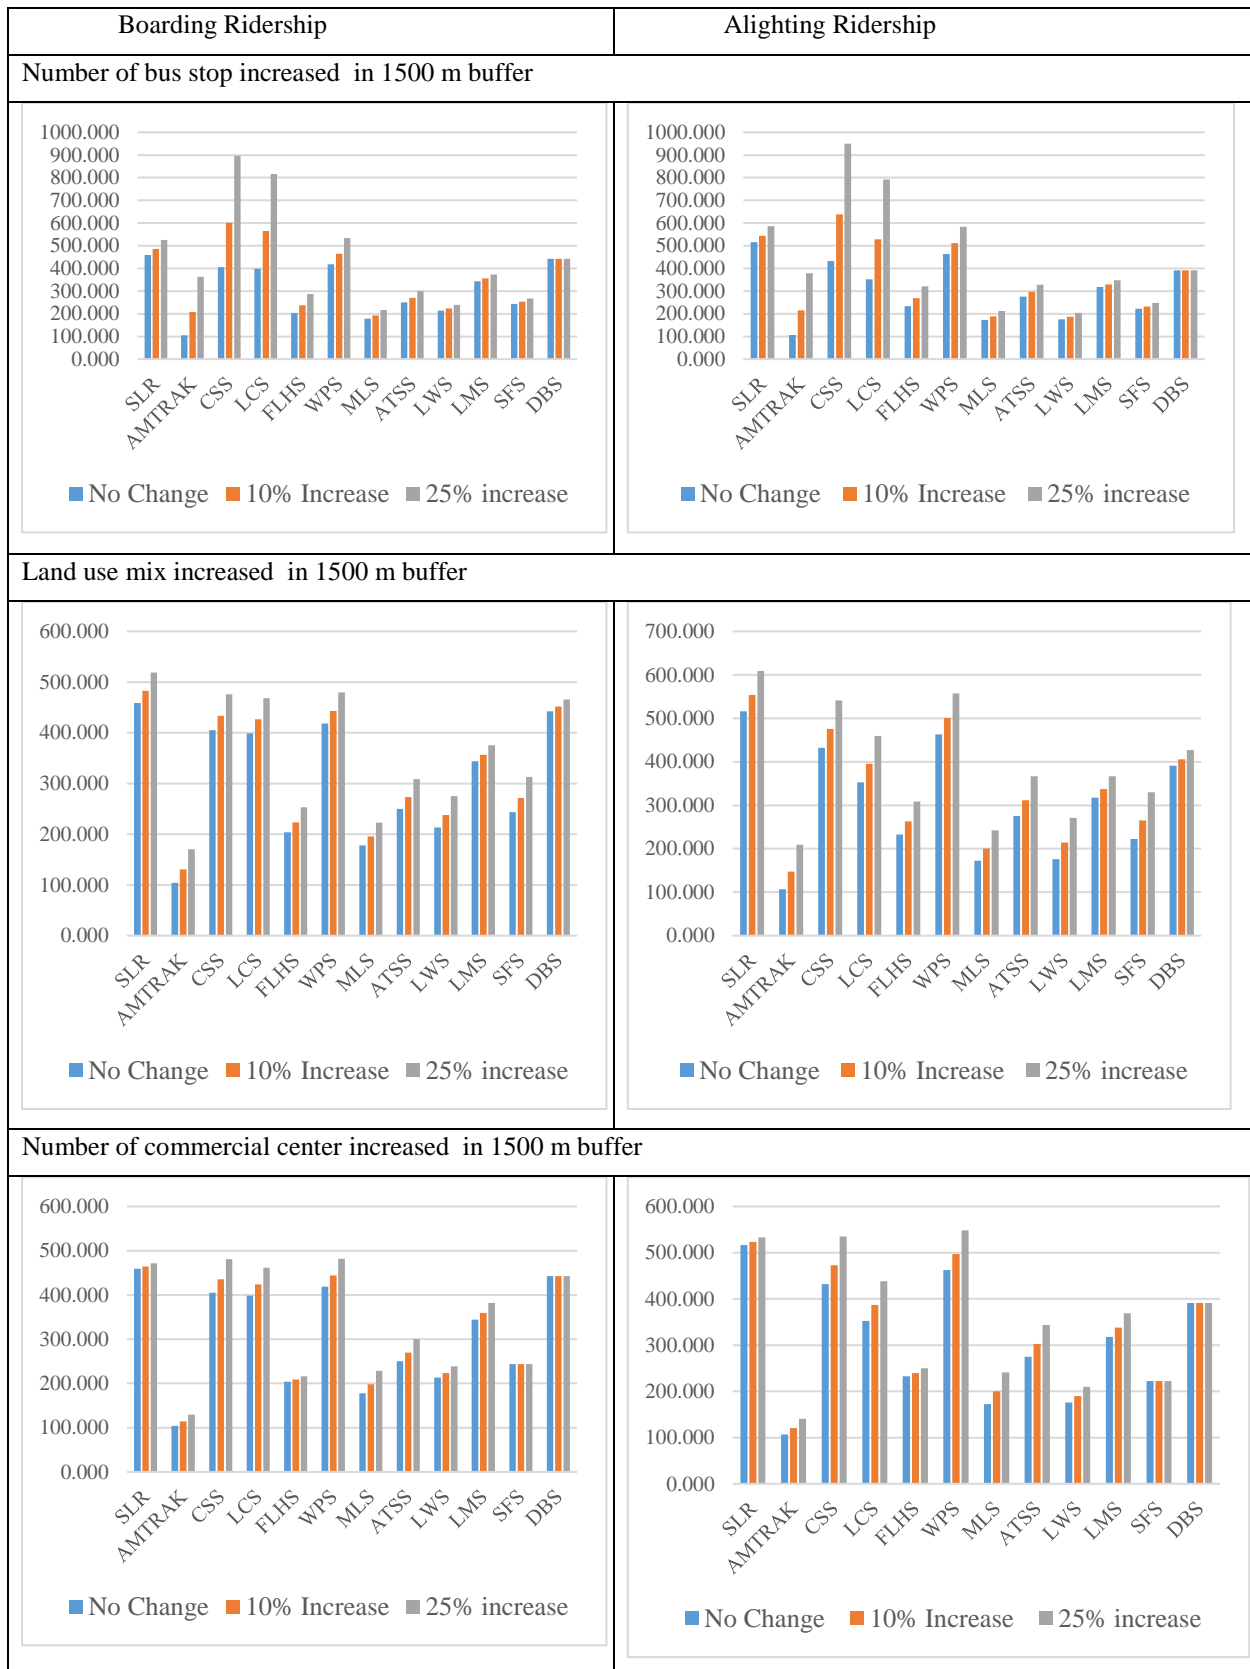 Boarding Ridership
Alighting Ridership
Number of bus stop increased in 1500 m buffer
1000.000
900.000
800.000
700.000
600.000
500.000
400.000
300.000
200.000
100.000
0.000
SLR
AMTRAK
CSS
LCS
FLHS
WPS
MLS
ATSS
LWS
LMS
SFS
DBS
No Change 10% Increase 25% increase
1000.000
900.000
800.000
700.000
600.000
500.000
400.000
300.000
200.000
100.000
0.000
SLR
AMTRAK
CSS
LCS
FLHS
WPS
MLS
ATSS
LWS
LMS
SFS
DBS
No Change 10% Increase 25% increase
Land use mix increased in 1500 m buffer
600.000
500.000
400.000
300.000
200.000
100.000
0.000
SLR
AMTRAK
CSS
LCS
FLHS
WPS
MLS
ATSS
LWS
LMS
SFS
DBS
No Change 10% Increase 25% increase
700.000
600.000
500.000
400.000
300.000
200.000
100.000
0.000
SLR
AMTRAK
CSS
LCS
FLHS
WPS
MLS
ATSS
LWS
LMS
SFS
DBS
No Change 10% Increase 25% increase
Number of commercial center increased in 1500 m buffer
600.000
500.000
400.000
300.000
200.000
100.000
0.000
SLR
AMTRAK
CSS
LCS
FLHS
WPS
MLS
ATSS
LWS
LMS
SFS
DBS
No Change 10% Increase 25% increase
600.000
500.000
400.000
300.000
200.000
100.000
0.000
SLR
AMTRAK
CSS
LCS
FLHS
WPS
MLS
ATSS
LWS
LMS
SFS
DBS
No Change 10% Increase 25% increase